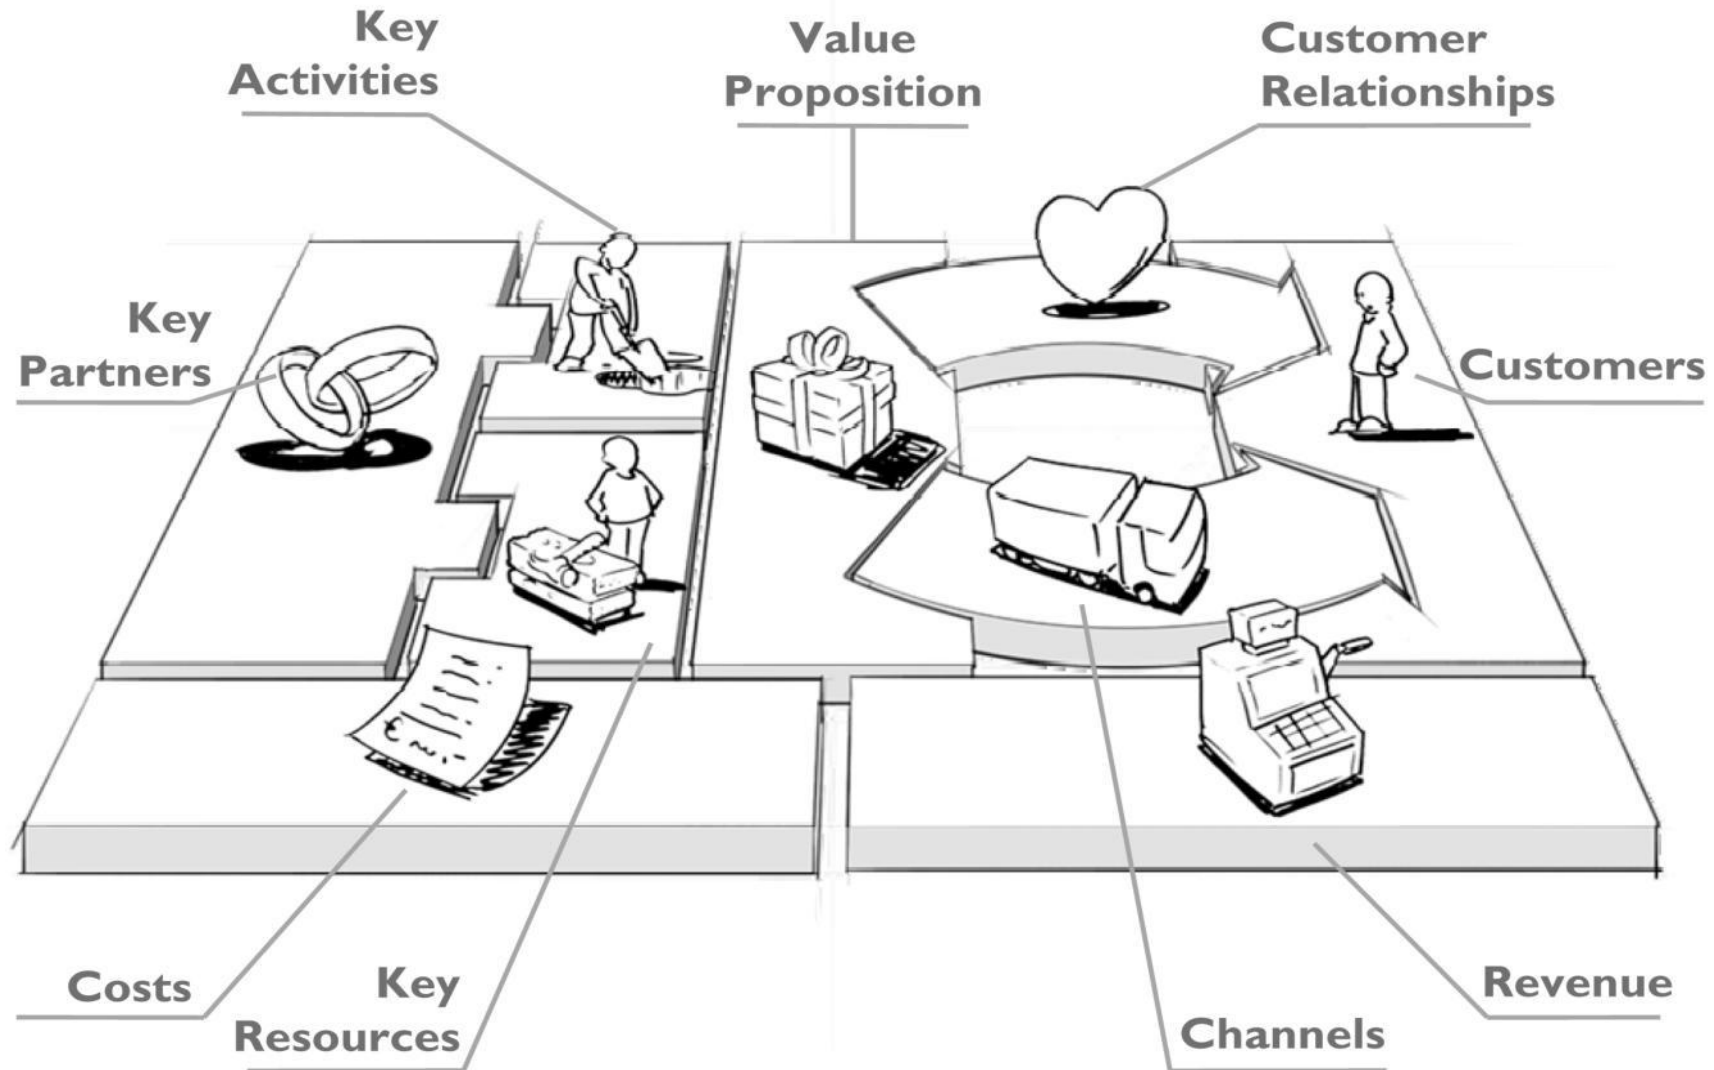 Key
Activities
Value
Proposition
Customer
Relationships
Key
Partners
Customers
€
Costs
Key
Resources
Channels
Revenue